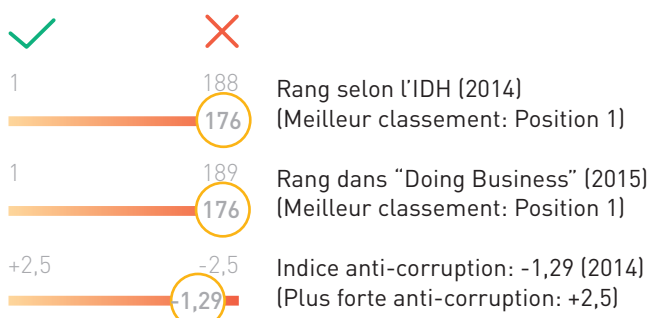 1 188
176
Rang selon l'IDH (2014)
(Meilleur classement: Position 1)
1 189
176
Rang dans "Doing Business" (2015)
(Meilleur classement: Position 1)
+2,5 -2,5
-1,29
Indice anti-corruption: -1,29 (2014)
(Plus forte anti-corruption: +2,5)